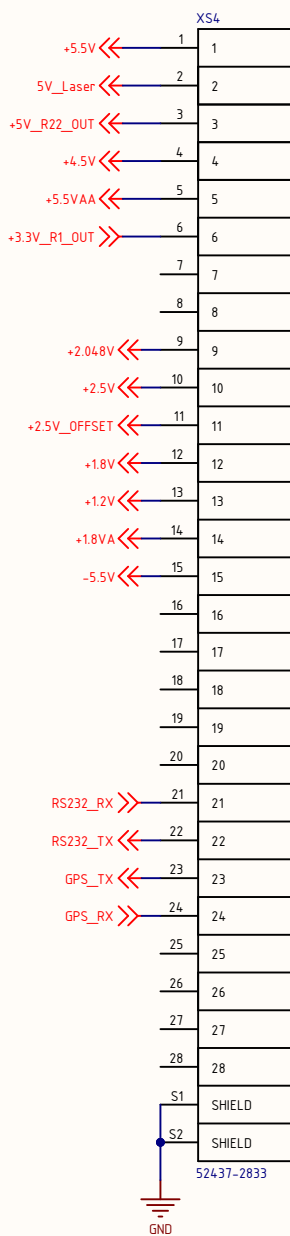 XS4
+5.5V 1 1
5V_Laser 2 2
+5V_R22_OUT 3 3
+4.5V 4 4
+5.5VAA 5 5
+3.3V_R1_OUT 6 6
7 7
8 8
+2.048V 9 9
+2.5V 10 10
+2.5V_OFFSET 11 11
+1.8V 12 12
+1.2V 13 13
+1.8VA 14 14
-5.5V 15 15
16 16
17 17
18 18
19 19
20 20
RS232_RX 21 21
RS232_TX 22 22
GPS_TX 23 23
GPS_RX 24 24
25 25
26 26
27 27
28 28
S1 SHIELD
S2 SHIELD
52437-2833
GND